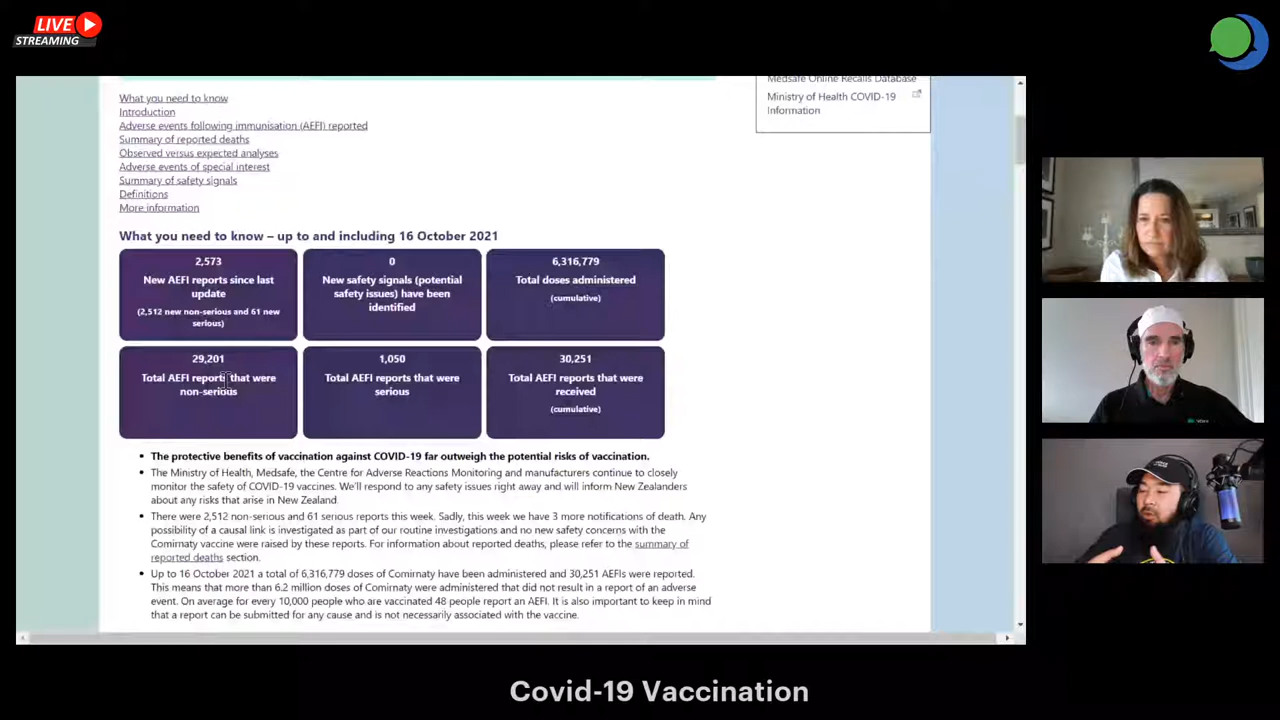 LIVE
STREAMING
Medsafe Online Recalls Database
Ministry of Health COVID-19
Information
What you need to know
Introduction
Adverse events following immunisation (AEFI) reported
Summary of reported deaths
Observed versus expected analyses
Adverse events of special interest
Summary of safety signals
Definitions
More information
What you need to know – up to and including 16 October 2021
2,573
New AEFI reports since last
update
(2,512 new non-serious and 61 new
serious)
0
New safety signals (potential
safety issues) have been
identified
6,316,779
Total doses administered
(cumulative)
29,201
Total AEFI reports that were
non-serious
1,050
Total AEFI reports that were
serious
30,251
Total AEFI reports that were
received
(cumulative)
• The protective benefits of vaccination against COVID-19 far outweigh the potential risks of vaccination.
• The Ministry of Health, Medsafe, the Centre for Adverse Reactions Monitoring and manufacturers continue to closely
monitor the safety of COVID-19 vaccines. We'll respond to any safety issues right away and will inform New Zealanders
about any risks that arise in New Zealand.
• There were 2,512 non-serious and 61 serious reports this week. Sadly, this week we have 3 more notifications of death. Any
possibility of a causal link is investigated as part of our routine investigations and no new safety concerns with the
Comirnaty vaccine were raised by these reports. For information about reported deaths, please refer to the summary of
reported deaths section.
• Up to 16 October 2021 a total of 6,316,779 doses of Comirnaty have been administered and 30,251 AEFIs were reported.
This means that more than 6.2 million doses of Comirnaty were administered that did not result in a report of an adverse
event. On average for every 10,000 people who are vaccinated 48 people report an AEFI. It is also important to keep in mind
that a report can be submitted for any cause and is not necessarily associated with the vaccine.
Covid-19 Vaccination